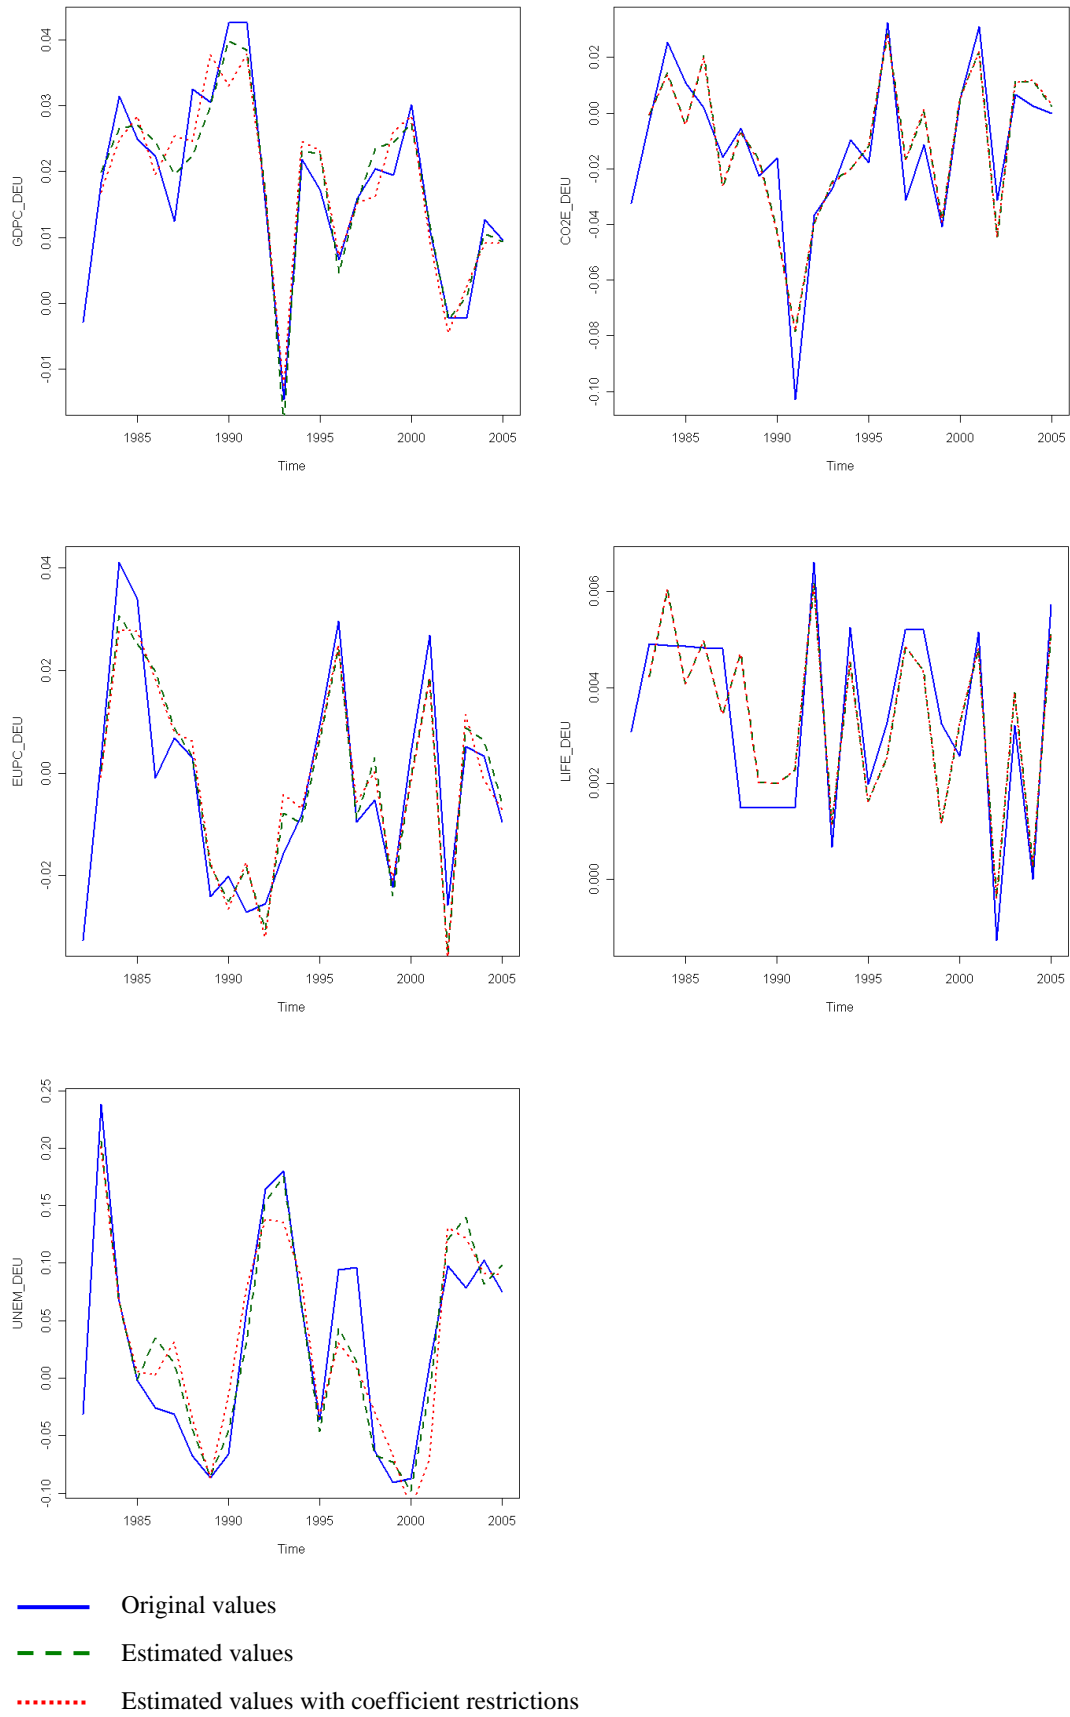 GDPC_DEU
0.04
0.03
0.02
0.01
0.00
-0.01
1985 1990 1995 2000 2005
Time
CO2E_DEU
0.02
0.00
-0.02
-0.04
-0.06
-0.08
-0.10
1985 1990 1995 2000 2005
Time
EUPC_DEU
0.04
0.02
0.00
-0.02
1985 1990 1995 2000 2005
Time
LIFE_DEU
0.006
0.004
0.002
0.000
1985 1990 1995 2000 2005
Time
UNEM_DEU
0.25
0.20
0.15
0.10
0.05
0.00
-0.05
-0.10
1985 1990 1995 2000 2005
Time
Original values
Estimated values
Estimated values with coefficient restrictions